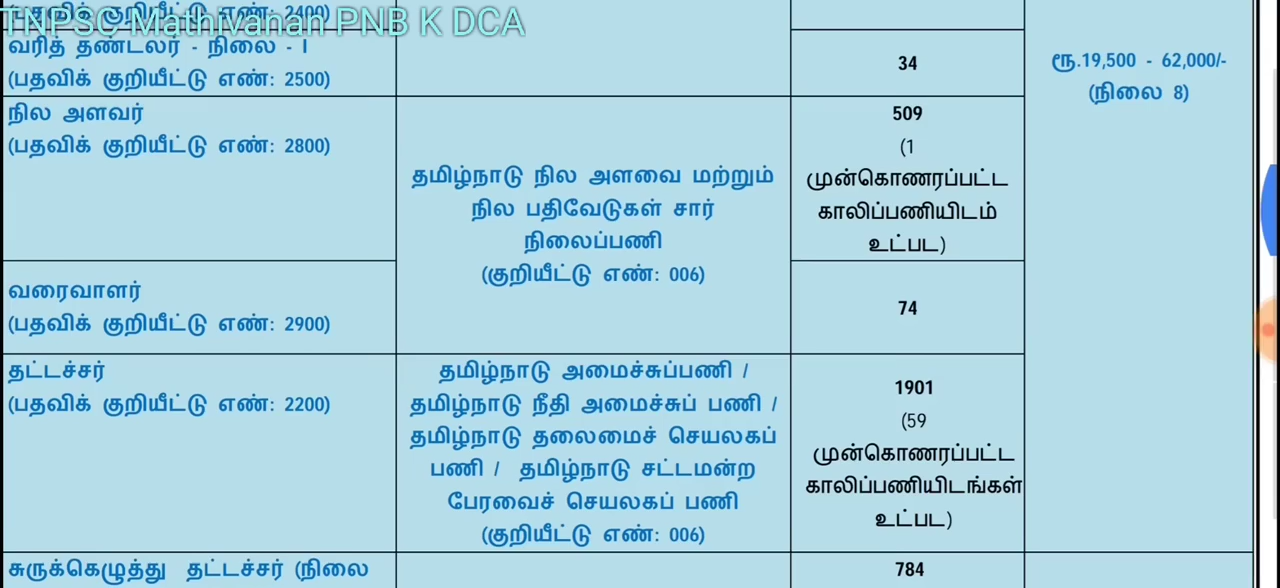 TNPSC Mathivanan PNB K DCA
(பதவிக் குறியீட்டு எண்: 2400)
வரித் தண்டலர் - நிலை - I
(பதவிக் குறியீட்டு எண்: 2500)
34
ரூ.19,500 - 62,000/-
(நிலை 8)
நில அளவர்
(பதவிக் குறியீட்டு எண்: 2800)
தமிழ்நாடு நில அளவை மற்றும்
நில பதிவேடுகள் சார்
நிலைப்பணி
(குறியீட்டு எண்: 006)
509
(1
முன்கொணரப்பட்ட
காலிப்பணியிடம்
உட்பட)
வரைவாளர்
(பதவிக் குறியீட்டு எண்: 2900)
74
தட்டச்சர்
(பதவிக் குறியீட்டு எண்: 2200)
தமிழ்நாடு அமைச்சுப்பணி /
தமிழ்நாடு நீதி அமைச்சுப் பணி /
தமிழ்நாடு தலைமைச் செயலகப்
பணி / தமிழ்நாடு சட்டமன்ற
பேரவைச் செயலகப் பணி
(குறியீட்டு எண்: 006)
1901
(59
முன்கொணரப்பட்ட
காலிப்பணியிடங்கள்
உட்பட)
சுருக்கெழுத்து தட்டச்சர் (நிலை
784